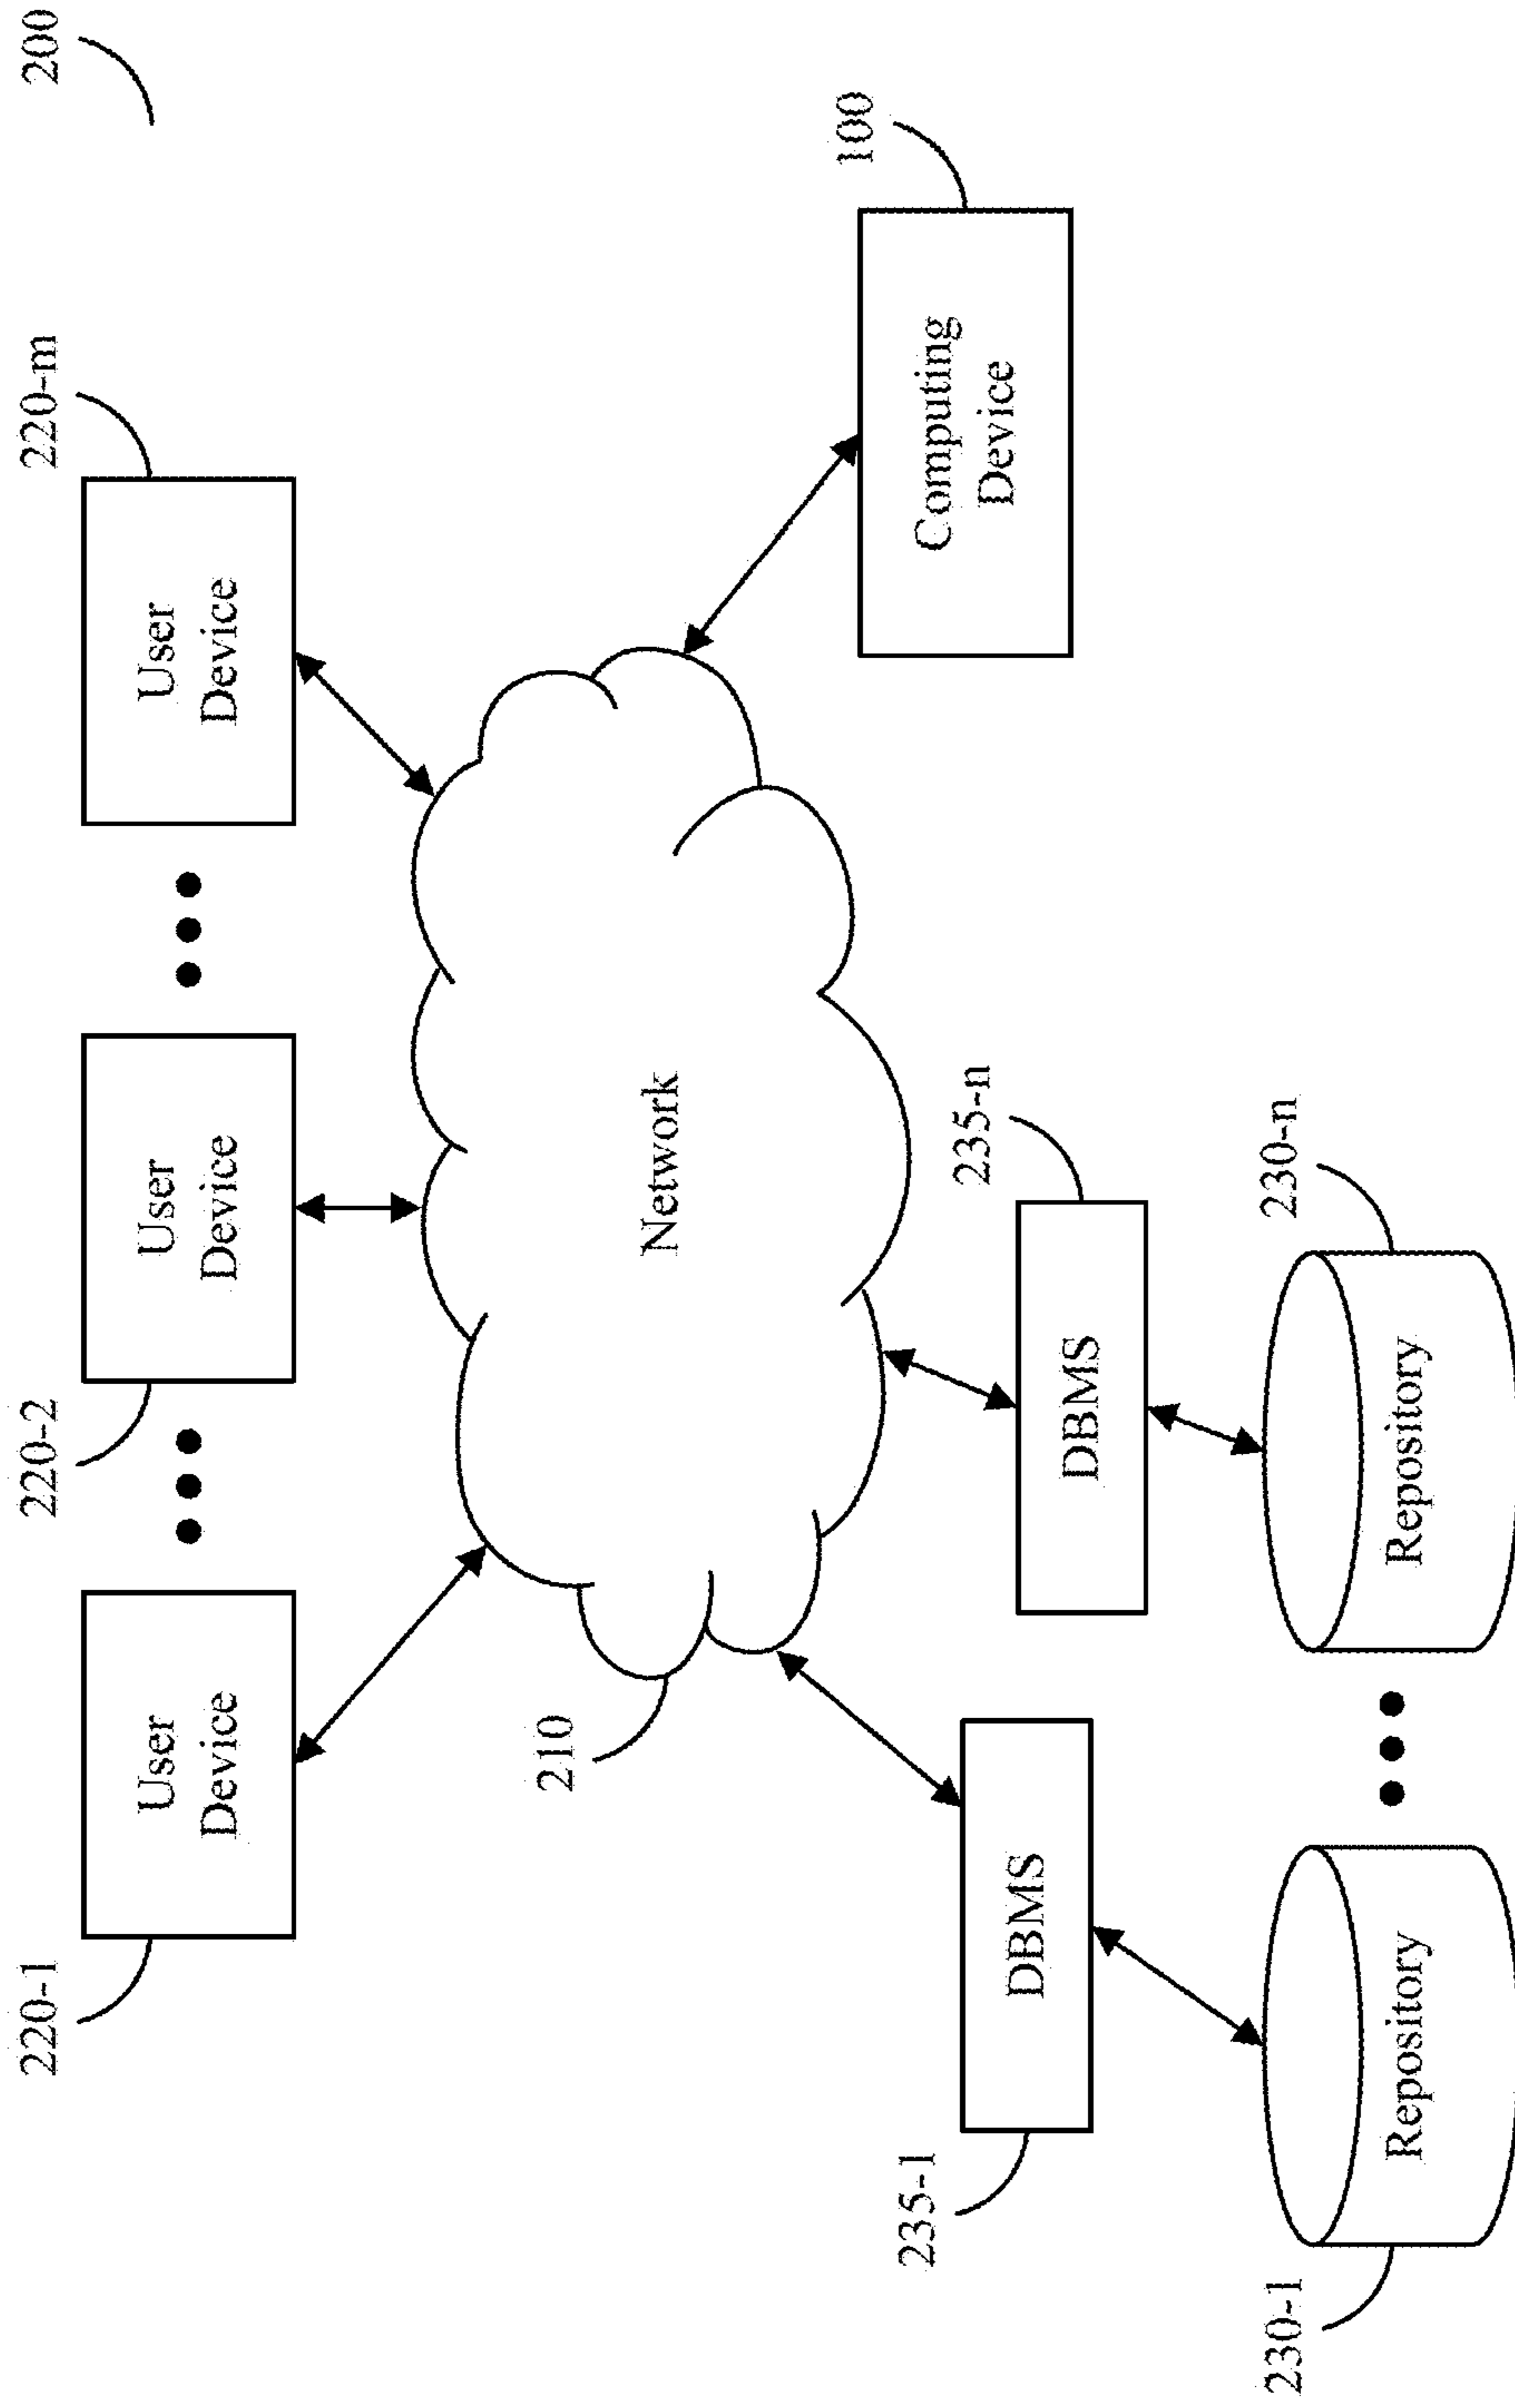 200
220-1
220-2
220-m
User
Device
User
Device
User
Device
210
Network
100
Computing
Device
235-1
DBMS
235-n
DBMS
230-1
Repository
230-n
Repository